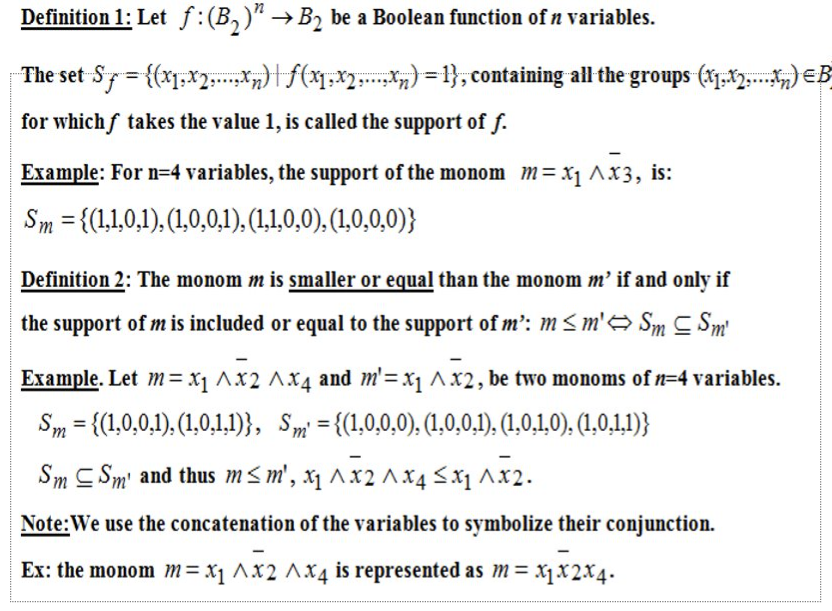 Definition 1: Let f:(B₂)ⁿ → B₂ be a Boolean function of n variables.
The set S_f = {(x₁,x₂,...,xₙ)| f(x₁,x₂,...,xₙ) = 1}, containing all the groups (x₁,x₂,...xₙ)∈B
for which f takes the value 1, is called the support of f.
Example: For n=4 variables, the support of the monom m = x₁ ∧ x̄₃, is:
S_m = {(1,1,0,1),(1,0,0,1),(1,1,0,0),(1,0,0,0)}
Definition 2: The monom m is smaller or equal than the monom m' if and only if
the support of m is included or equal to the support of m': m ≤ m' ⇔ S_m ⊆ S_m'
Example. Let m = x₁ ∧ x̄₂ ∧ x₄ and m' = x₁ ∧ x̄₂, be two monoms of n=4 variables.
S_m = {(1,0,0,1),(1,0,1,1)}, S_m' = {(1,0,0,0),(1,0,0,1),(1,0,1,0),(1,0,1,1)}
S_m ⊆ S_m' and thus m ≤ m', x₁ ∧ x̄₂ ∧ x₄ ≤ x₁ ∧ x̄₂.
Note:We use the concatenation of the variables to symbolize their conjunction.
Ex: the monom m = x₁ ∧ x̄₂ ∧ x₄ is represented as m = x₁x̄₂x₄.